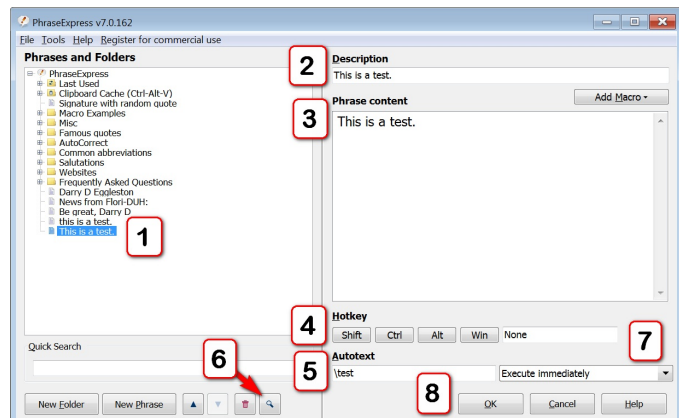 PhraseExpress v7.0.162
File Tools Help Register for commercial use
Phrases and Folders
PhraseExpress
Last Used
Clipboard Cache (Ctrl-Alt-V)
Signature with random quote
Macro Examples
Misc
Famous quotes
AutoCorrect
Common abbreviations
Salutations
Websites
Frequently Asked Questions
Darry D Eggleston
News from Flori-DUH:
Be great, Darry D
this is a test.
This is a test.
1
Quick Search
6
New Folder New Phrase
2
Description
This is a test.
3
Phrase content Add Macro
This is a test.
4
Hotkey
Shift Ctrl Alt Win None
7
5
Autotext
\test Execute immediately
8
OK Cancel Help